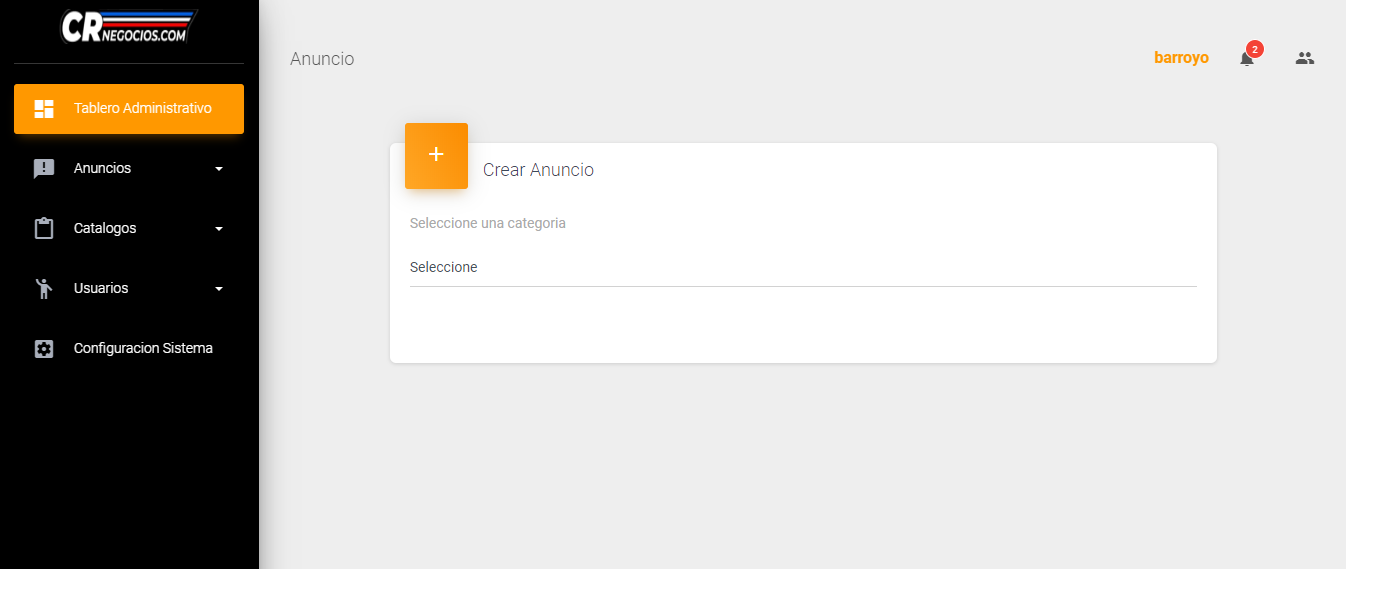 CR NEGOCIOS.COM
Tablero Administrativo
Anuncios
Catalogos
Usuarios
Configuracion Sistema
Anuncio
barroyo
2
+
Crear Anuncio
Seleccione una categoria
Seleccione